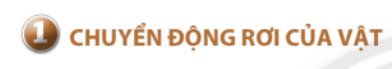 1 CHUYỂN ĐỘNG RƠI CỦA VẬT